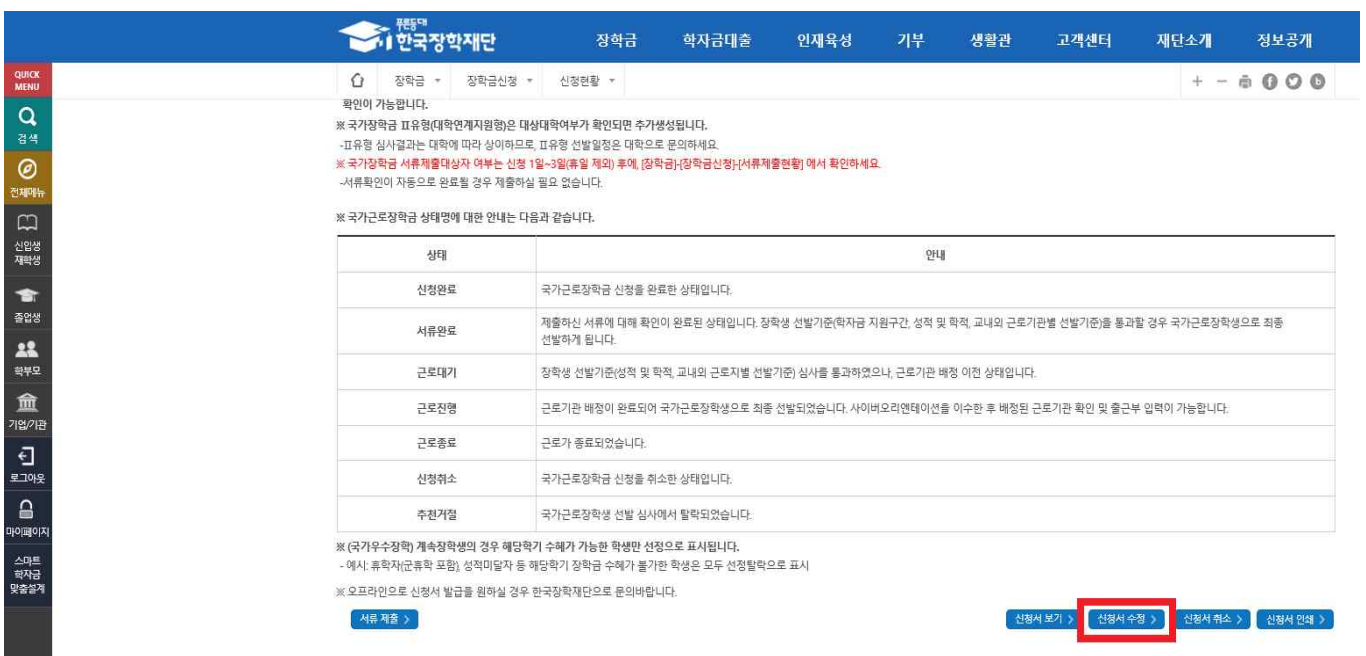 푸른등대
한국장학재단
장학금 학자금대출 인재육성 기부 생활관 고객센터 재단소개 정보공개
QUICK
MENU
검색
전체메뉴
신입생
재학생
졸업생
학부모
기업/기관
로그아웃
마이페이지
스마트
학자금
맞춤설계
장학금 장학금신청 신청현황
확인이 가능합니다.
※ 국가장학금 II유형(대학연계지원형)은 대상대학여부가 확인되면 추가생성됩니다.
-II유형 심사결과는 대학에 따라 상이하므로, II유형 선발일정은 대학으로 문의하세요.
※ 국가장학금 서류제출대상자 여부는 신청 1일~3일(휴일 제외) 후에, [장학금]-[장학금신청]-[서류제출현황] 에서 확인하세요.
-서류확인이 자동으로 완료될 경우 제출하실 필요 없습니다.
※ 국가근로장학금 상태명에 대한 안내는 다음과 같습니다.
상태 안내
신청완료 국가근로장학금 신청을 완료한 상태입니다.
서류완료 제출하신 서류에 대해 확인이 완료된 상태입니다. 장학생 선발기준(학자금 지원구간, 성적 및 학적, 교내외 근로기관별 선발기준)을 통과할 경우 국가근로장학생으로 최종
선발하게 됩니다.
근로대기 장학생 선발기준(성적 및 학적, 교내외 근로지별 선발기준) 심사를 통과하였으나, 근로기관 배정 이전 상태입니다.
근로진행 근로기관 배정이 완료되어 국가근로장학생으로 최종 선발되었습니다. 사이버오리엔테이션을 이수한 후 배정된 근로기관 확인 및 출근부 입력이 가능합니다.
근로종료 근로가 종료되었습니다.
신청취소 국가근로장학금 신청을 취소한 상태입니다.
추천거절 국가근로장학생 선발 심사에서 탈락되었습니다.
※ (국가우수장학) 계속장학생의 경우 해당학기 수혜가 가능한 학생만 선정으로 표시됩니다.
- 예시: 휴학자(군휴학 포함), 성적미달자 등 해당학기 장학금 수혜가 불가한 학생은 모두 선정탈락으로 표시
※ 오프라인으로 신청서 발급을 원하실 경우 한국장학재단으로 문의바랍니다.
서류 제출 > 신청서 보기 > 신청서 수정 > 신청서 취소 > 신청서 인쇄 >